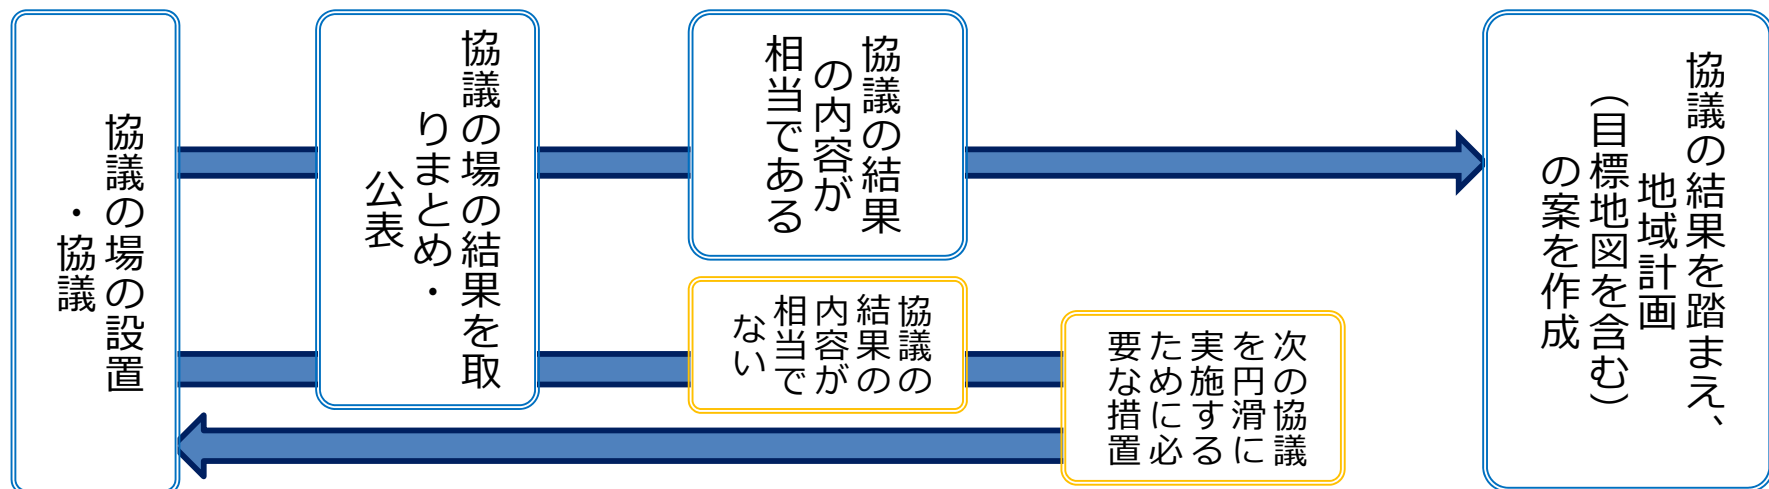 協議の場の設置
・協議
協議の場の結果を取
りまとめ・
公表
協議の結果
の内容が
相当である
協議の
結果の
内容が
相当で
ない
次の協議
を円滑に
実施する
ために必
要な措置
協議の結果を踏まえ、
地域計画
（目標地図を含む）
の案を作成